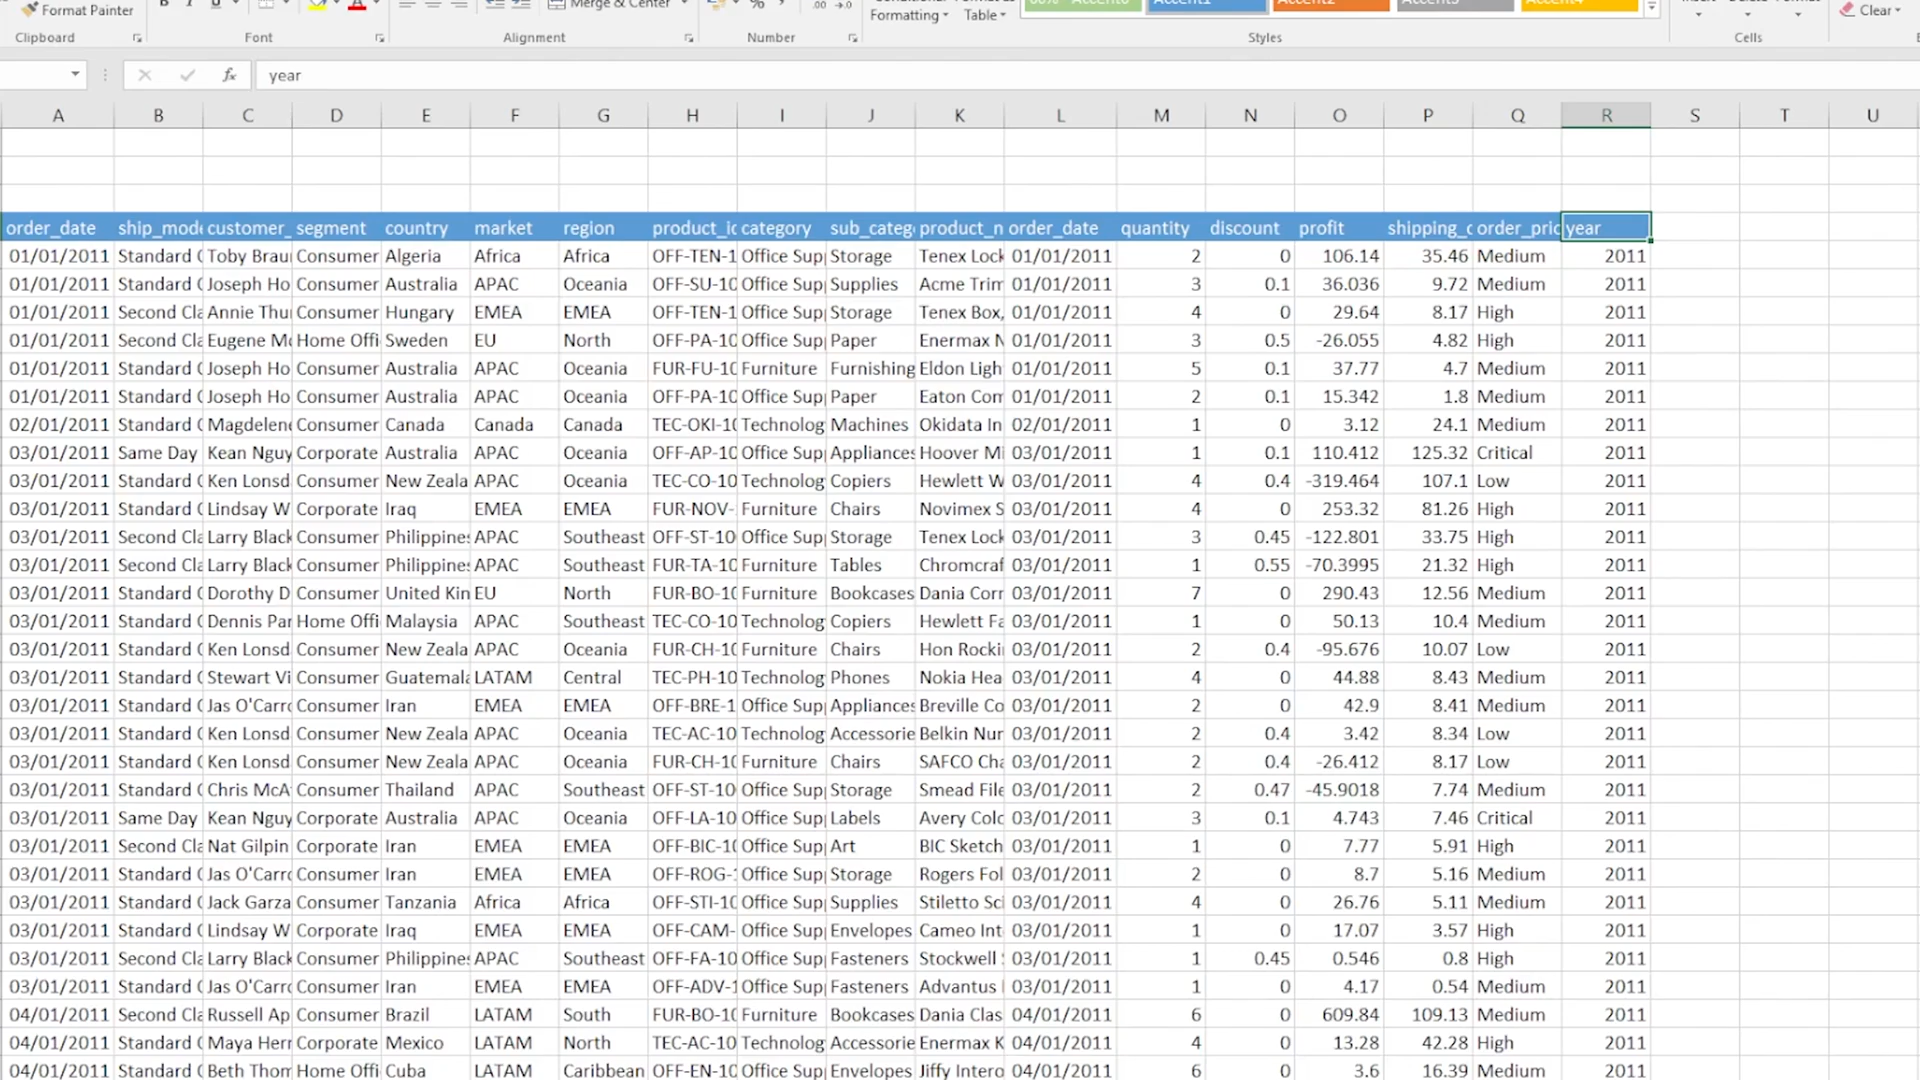 Format Painter Merge & Center Formatting Table Clear
Clipboard Font Alignment Number Styles Cells
fx year
A B C D E F G H I J K L M N O P Q R S T U
order_date ship_mode customer_ segment country market region product_id category sub_categ product_n order_date quantity discount profit shipping_c order_pric year
01/01/2011 Standard C Toby Brau Consumer Algeria Africa Africa OFF-TEN-1 Office Sup Storage Tenex Lock 01/01/2011 2 0 106.14 35.46 Medium 2011
01/01/2011 Standard C Joseph Ho Consumer Australia APAC Oceania OFF-SU-10 Office Sup Supplies Acme Trim 01/01/2011 3 0.1 36.036 9.72 Medium 2011
01/01/2011 Second Cla Annie Thu Consumer Hungary EMEA EMEA OFF-TEN-1 Office Sup Storage Tenex Box, 01/01/2011 4 0 29.64 8.17 High 2011
01/01/2011 Second Cla Eugene Mo Home Offi Sweden EU North OFF-PA-10 Office Sup Paper Enermax N 01/01/2011 3 0.5 -26.055 4.82 High 2011
01/01/2011 Standard C Joseph Ho Consumer Australia APAC Oceania FUR-FU-10 Furniture Furnishing Eldon Ligh 01/01/2011 5 0.1 37.77 4.7 Medium 2011
01/01/2011 Standard C Joseph Ho Consumer Australia APAC Oceania OFF-PA-10 Office Sup Paper Eaton Com 01/01/2011 2 0.1 15.342 1.8 Medium 2011
02/01/2011 Standard C Magdelene Consumer Canada Canada Canada TEC-OKI-10 Technolog Machines Okidata In 02/01/2011 1 0 3.12 24.1 Medium 2011
03/01/2011 Same Day Kean Nguy Corporate Australia APAC Oceania OFF-AP-10 Office Sup Appliances Hoover Mi 03/01/2011 1 0.1 110.412 125.32 Critical 2011
03/01/2011 Standard C Ken Lonsd Consumer New Zeala APAC Oceania TEC-CO-10 Technolog Copiers Hewlett W 03/01/2011 4 0.4 -319.464 107.1 Low 2011
03/01/2011 Standard C Lindsay W Corporate Iraq EMEA EMEA FUR-NOV- Furniture Chairs Novimex S 03/01/2011 4 0 253.32 81.26 High 2011
03/01/2011 Second Cla Larry Black Consumer Philippines APAC Southeast OFF-ST-10 Office Sup Storage Tenex Lock 03/01/2011 3 0.45 -122.801 33.75 High 2011
03/01/2011 Second Cla Larry Black Consumer Philippines APAC Southeast FUR-TA-10 Furniture Tables Chromcraf 03/01/2011 1 0.55 -70.3995 21.32 High 2011
03/01/2011 Standard C Dorothy D Consumer United Kin EU North FUR-BO-10 Furniture Bookcases Dania Corn 03/01/2011 7 0 290.43 12.56 Medium 2011
03/01/2011 Standard C Dennis Par Home Offi Malaysia APAC Southeast TEC-CO-10 Technolog Copiers Hewlett Fa 03/01/2011 1 0 50.13 10.4 Medium 2011
03/01/2011 Standard C Ken Lonsd Consumer New Zeala APAC Oceania FUR-CH-10 Furniture Chairs Hon Rocki 03/01/2011 2 0.4 -95.676 10.07 Low 2011
03/01/2011 Standard C Stewart Vi Consumer Guatemala LATAM Central TEC-PH-10 Technolog Phones Nokia Hea 03/01/2011 4 0 44.88 8.43 Medium 2011
03/01/2011 Standard C Jas O'Carro Consumer Iran EMEA EMEA OFF-BRE-1 Office Sup Appliances Breville Co 03/01/2011 2 0 42.9 8.41 Medium 2011
03/01/2011 Standard C Ken Lonsd Consumer New Zeala APAC Oceania TEC-AC-10 Technolog Accessorie Belkin Num 03/01/2011 2 0.4 3.42 8.34 Low 2011
03/01/2011 Standard C Ken Lonsd Consumer New Zeala APAC Oceania FUR-CH-10 Furniture Chairs SAFCO Cha 03/01/2011 2 0.4 -26.412 8.17 Low 2011
03/01/2011 Standard C Chris McA Consumer Thailand APAC Southeast OFF-ST-10 Office Sup Storage Smead File 03/01/2011 2 0.47 -45.9018 7.74 Medium 2011
03/01/2011 Same Day Kean Nguy Corporate Australia APAC Oceania OFF-LA-10 Office Sup Labels Avery Colo 03/01/2011 3 0.1 4.743 7.46 Critical 2011
03/01/2011 Second Cla Nat Gilpin Corporate Iran EMEA EMEA OFF-BIC-10 Office Sup Art BIC Sketch 03/01/2011 1 0 7.77 5.91 High 2011
03/01/2011 Standard C Jas O'Carro Consumer Iran EMEA EMEA OFF-ROG-1 Office Sup Storage Rogers Fol 03/01/2011 2 0 8.7 5.16 Medium 2011
03/01/2011 Standard C Jack Garza Consumer Tanzania Africa Africa OFF-STI-10 Office Sup Supplies Stiletto Sci 03/01/2011 4 0 26.76 5.11 Medium 2011
03/01/2011 Standard C Lindsay W Corporate Iraq EMEA EMEA OFF-CAM- Office Sup Envelopes Cameo Int 03/01/2011 1 0 17.07 3.57 High 2011
03/01/2011 Second Cla Larry Black Consumer Philippines APAC Southeast OFF-FA-10 Office Sup Fasteners Stockwell 03/01/2011 1 0.45 0.546 0.8 High 2011
03/01/2011 Standard C Jas O'Carro Consumer Iran EMEA EMEA OFF-ADV-1 Office Sup Fasteners Advantus 03/01/2011 1 0 4.17 0.54 Medium 2011
04/01/2011 Second Cla Russell Ap Consumer Brazil LATAM South FUR-BO-10 Furniture Bookcases Dania Clas 04/01/2011 6 0 609.84 109.13 Medium 2011
04/01/2011 Standard C Maya Herr Corporate Mexico LATAM North TEC-AC-10 Technolog Accessorie Enermax K 04/01/2011 4 0 13.28 42.28 High 2011
04/01/2011 Standard C Beth Thom Home Offi Cuba LATAM Caribbean OFF-EN-10 Office Sup Envelopes Jiffy Intero 04/01/2011 6 0 3.6 16.39 Medium 2011